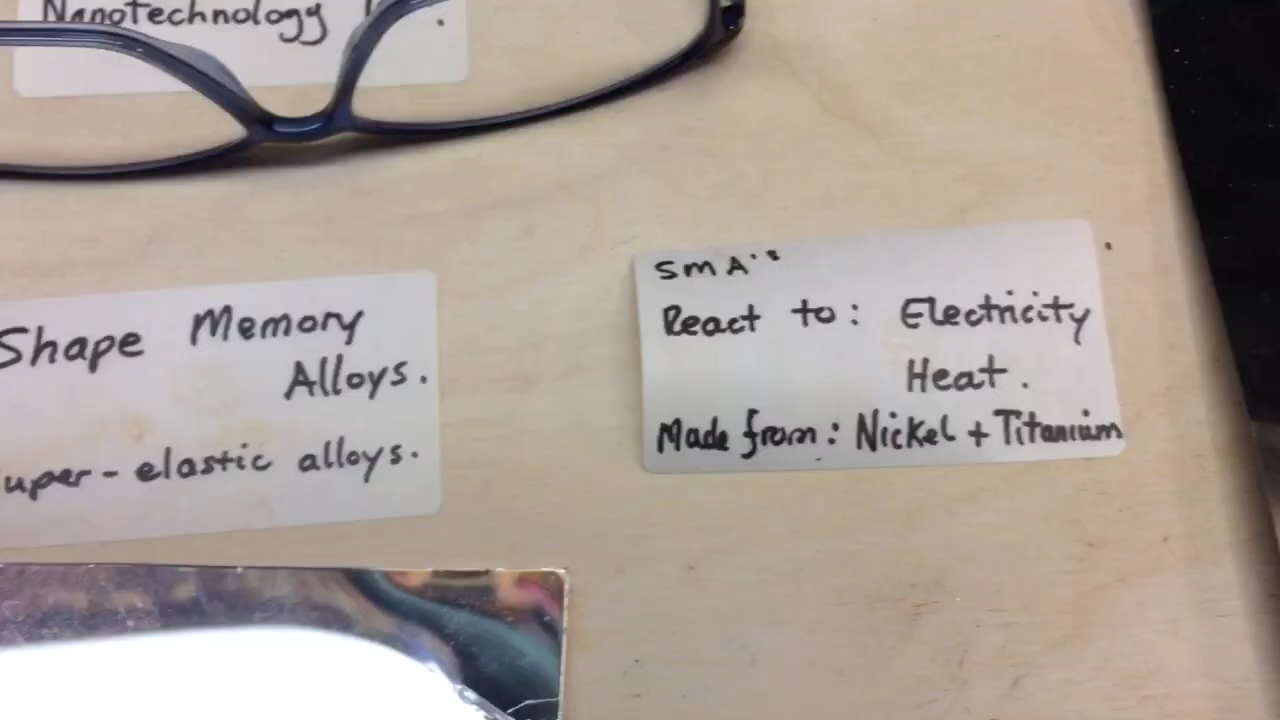 Nanotechnology
Shape Memory
Alloys.
uper-elastic alloys.
SMA's
React to: Electricity
Heat.
Made from: Nickel + Titanium